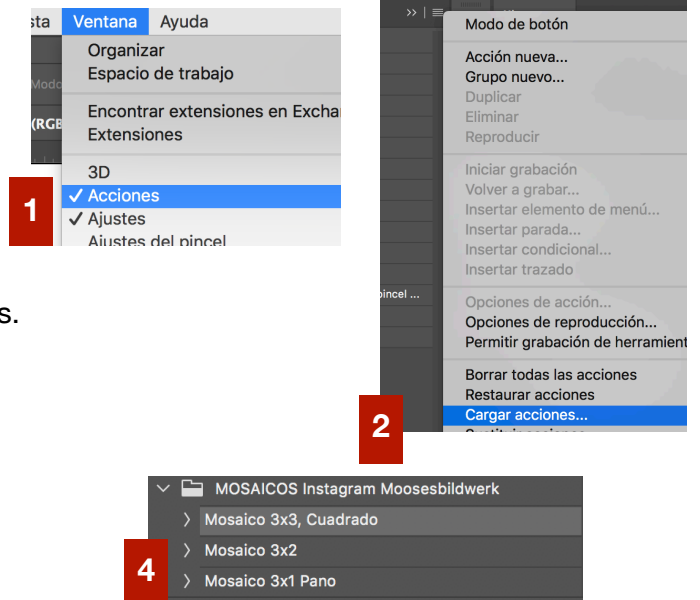 sta Ventana Ayuda
Organizar
Espacio de trabajo
Modo
(RGB
Encontrar extensiones en Excha
Extensiones
3D
✓ Acciones
✓ Ajustes
Ajustes del pincel
1
s.
>>
Modo de botón
Acción nueva...
Grupo nuevo...
Duplicar
Eliminar
Reproducir
Iniciar grabación
Volver a grabar...
Insertar elemento de menú...
Insertar parada...
Insertar condicional...
Insertar trazado
pincel ...
Opciones de acción...
Opciones de reproducción...
Permitir grabación de herramient
Borrar todas las acciones
Restaurar acciones
Cargar acciones...
2
MOSAICOS Instagram Moosesbildwerk
Mosaico 3x3, Cuadrado
Mosaico 3x2
Mosaico 3x1 Pano
4